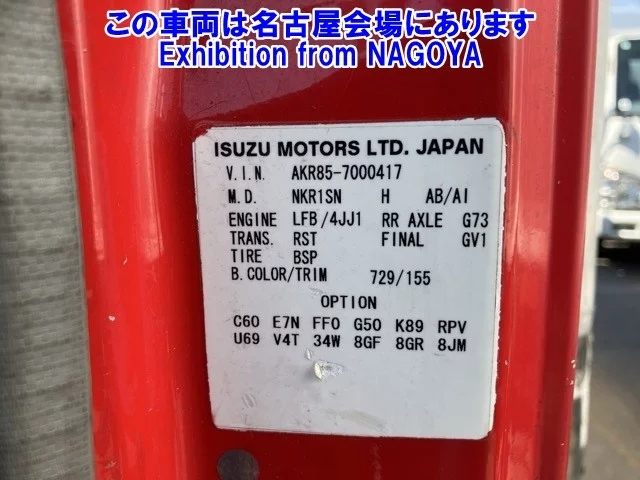 この車両は名古屋会場にあります
Exhibition from NAGOYA
ISUZU MOTORS LTD. JAPAN
V.I.N. AKR85-7000417
M.D. NKR1SN H AB/AI
ENGINE LFB/4JJ1 RR AXLE G73
TRANS. RST FINAL GV1
TIRE BSP
B.COLOR/TRIM 729/155
OPTION
C60 E7N FF0 G50 K89 RPV
U69 V4T 34W 8GF 8GR 8JM